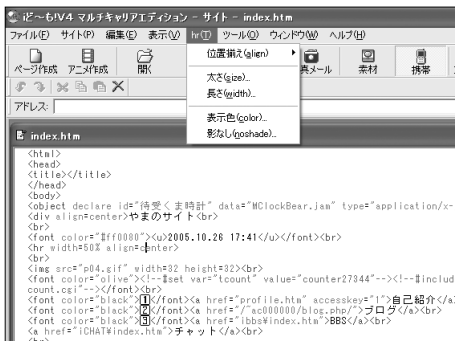 iど~も!V4 マルチキャリアエディション - サイト - index.htm
ファイル(F) サイト(P) 編集(E) 表示(V) hr(T) ツール(O) ウィンドウ(W) ヘルプ(H)
ページ作成 アニメ作成 開く 真メール 素材 携帯
位置揃え(align)
太さ(size)...
長さ(width)...
表示色(color)...
影なし(noshade)...
アドレス:
index.htm
<html>
<head>
<title></title>
</head>
<body>
<object declare id="待受くま時計" data="MClockBear.jam" type="application/x-
<div align=center>やまのサイト<br>
<br>
<font color="#ff0080"><u>2005.10.26 17:41</u></font><br>
<hr width=50% align=center>
<br>
<img src="p04.gif" width=32 height=32><br>
<font color="olive"><!--#set var="tcount" value="counter27344"--><!--#includ
count.cgi"--></font><br>
<font color="black">1</font><a href="profile.htm" accesskey="1">自己紹介</a
<font color="black">2</font><a href="/~ac000000/blog.php/">ブログ</a><br>
<font color="black">3</font><a href="ibbs¥index.htm">BBS</a><br>
<a href="iCHAT¥index.htm">チャット</a><br>
<br>